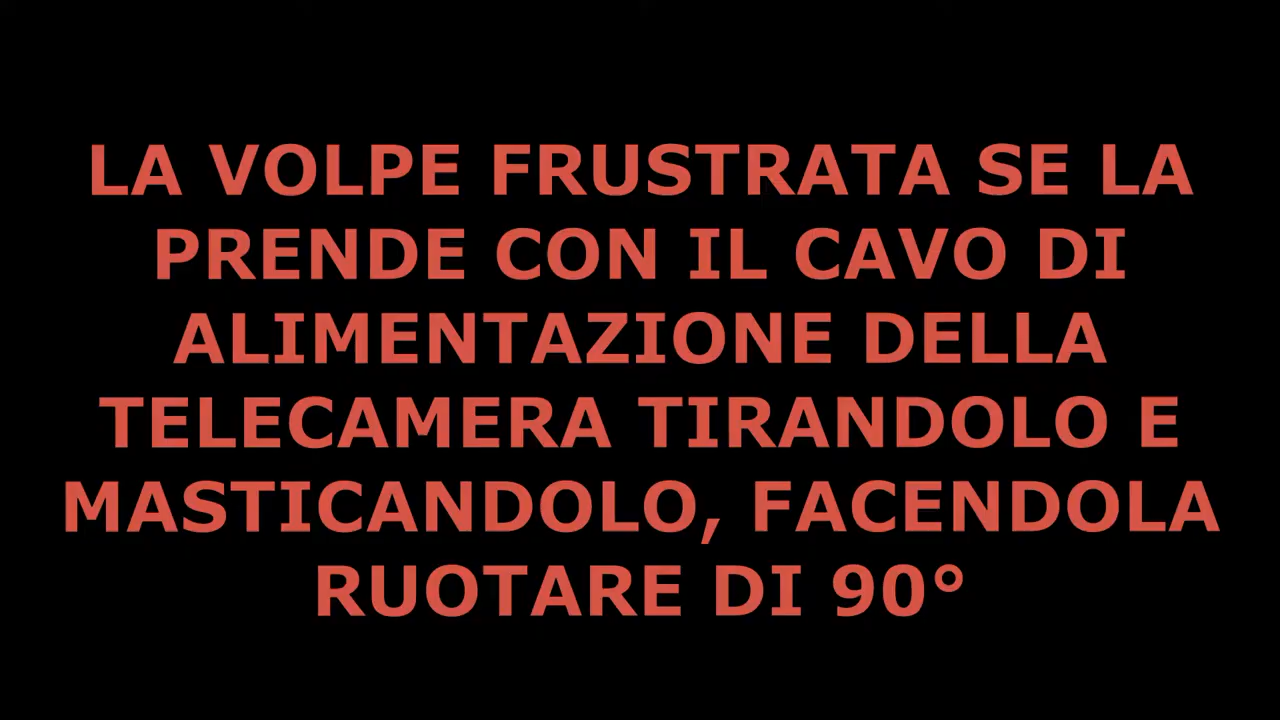 LA VOLPE FRUSTRATA SE LA
PRENDE CON IL CAVO DI
ALIMENTAZIONE DELLA
TELECAMERA TIRANDOLO E
MASTICANDOLO, FACENDOLA
RUOTARE DI 90°